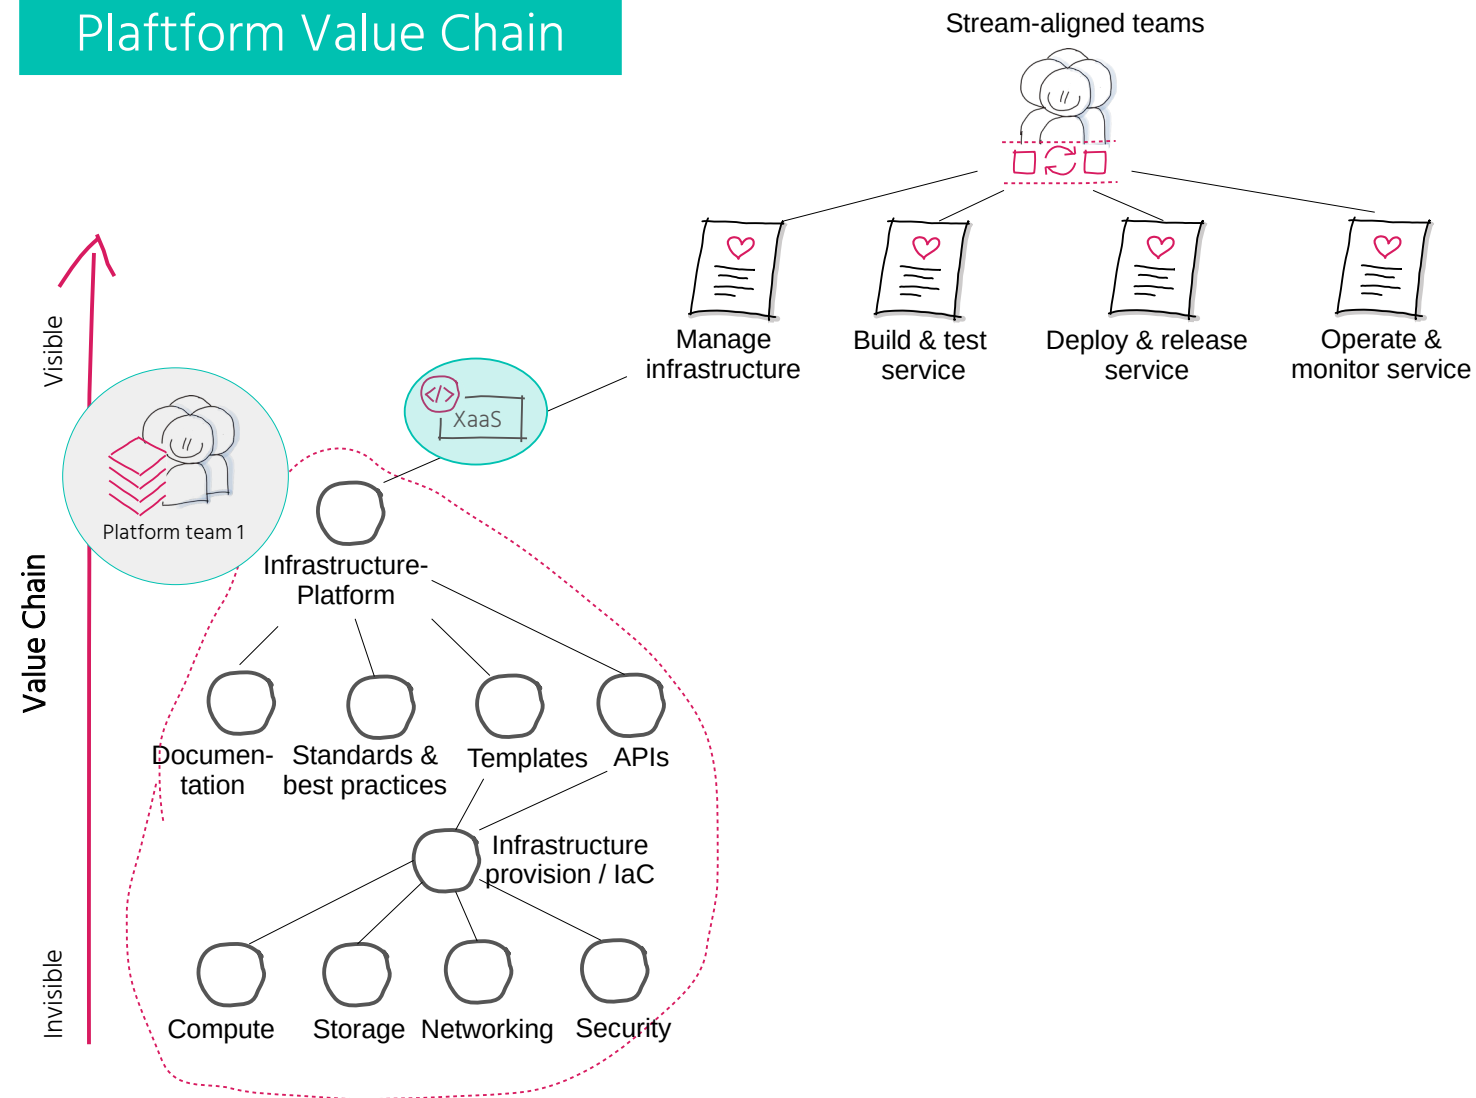 Plaftform Value Chain
Stream-aligned teams
Manage
infrastructure
Build & test
service
Deploy & release
service
Operate &
monitor service
Visible
</>
XaaS
Platform team 1
Value Chain
Infrastructure-
Platform
Documen-
tation
Standards &
best practices
Templates
APIs
Infrastructure
provision / IaC
Invisible
Compute
Storage
Networking
Security